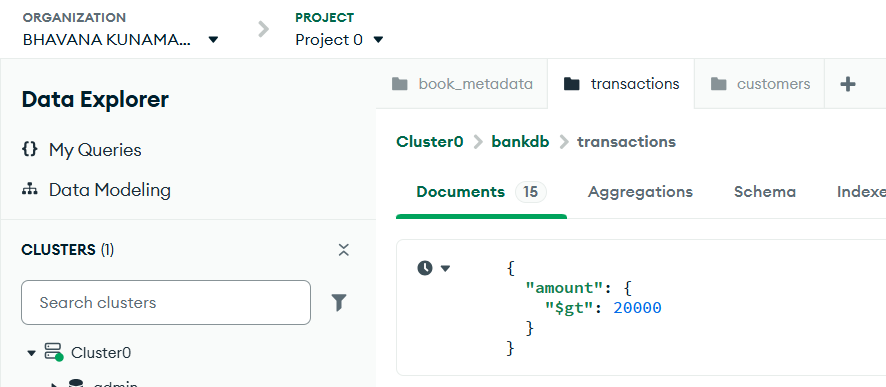 ORGANIZATION
BHAVANA KUNAMA...
PROJECT
Project 0
Data Explorer
My Queries
Data Modeling
CLUSTERS (1)
Search clusters
Cluster0
admin
book_metadata
transactions
customers
Cluster0 > bankdb > transactions
Documents 15 Aggregations Schema Indexe
{
"amount": {
"$gt": 20000
}
}